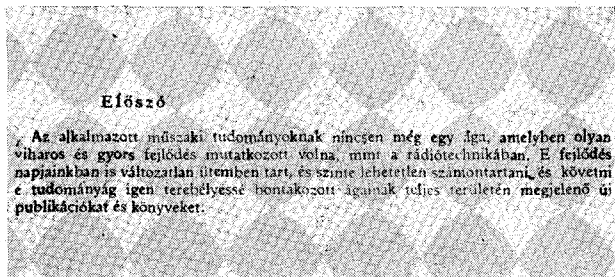 Előszó
Az alkalmazott műszaki tudományoknak nincsen még egy ága, amelyben olyan
viharos és gyors fejlődés mutatkozott volna, mint a rádiótechnikában. E fejlődés
napjainkban is változatlan ütemben tart, és szinte lehetetlen számontartani, és követni
e tudományág igen terebélyessé bontakozott ágainak teljes területén megjelenő új
publikációkat és könyveket.